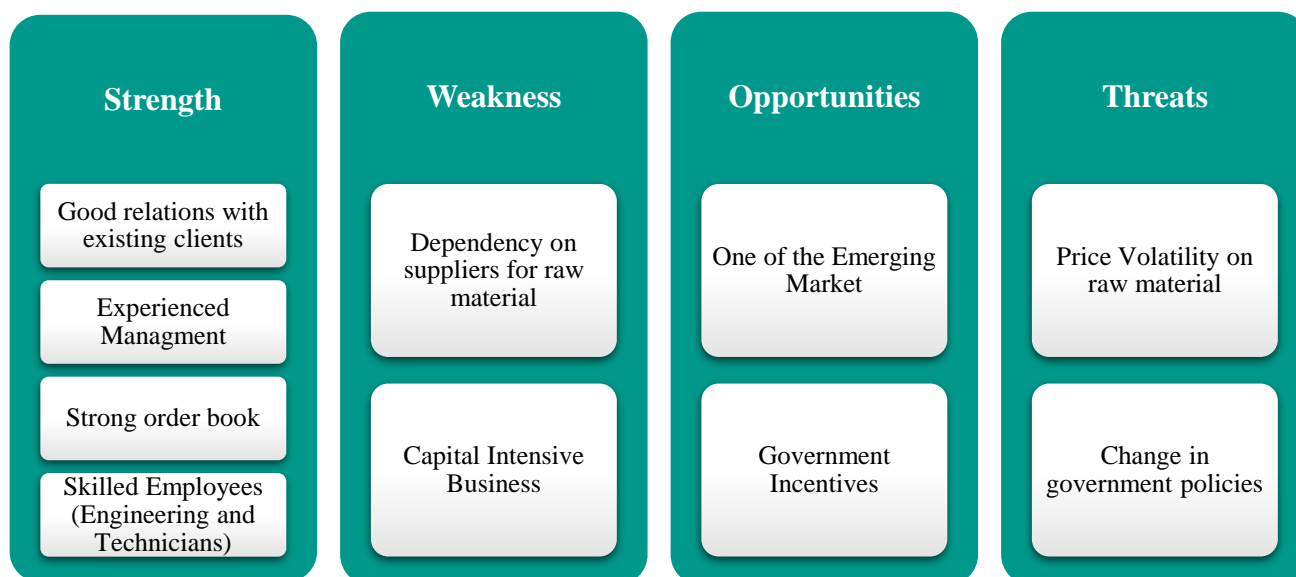 Strength
Good relations with
existing clients
Experienced
Managment
Strong order book
Skilled Employees
(Engineering and
Technicians)
Weakness
Dependency on
suppliers for raw
material
Capital Intensive
Business
Opportunities
One of the Emerging
Market
Government
Incentives
Threats
Price Volatility on
raw material
Change in
government policies